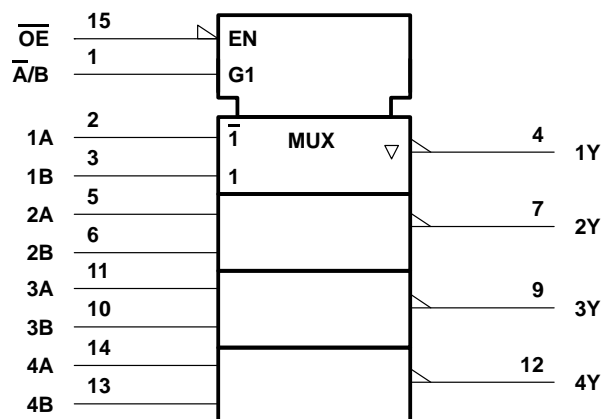 O̅E̅ 15 EN
A̅/B 1 G1
1A 2 1̅ MUX 4 1Y
1B 3 1
2A 5 7 2Y
2B 6
3A 11 9 3Y
3B 10
4A 14 12 4Y
4B 13